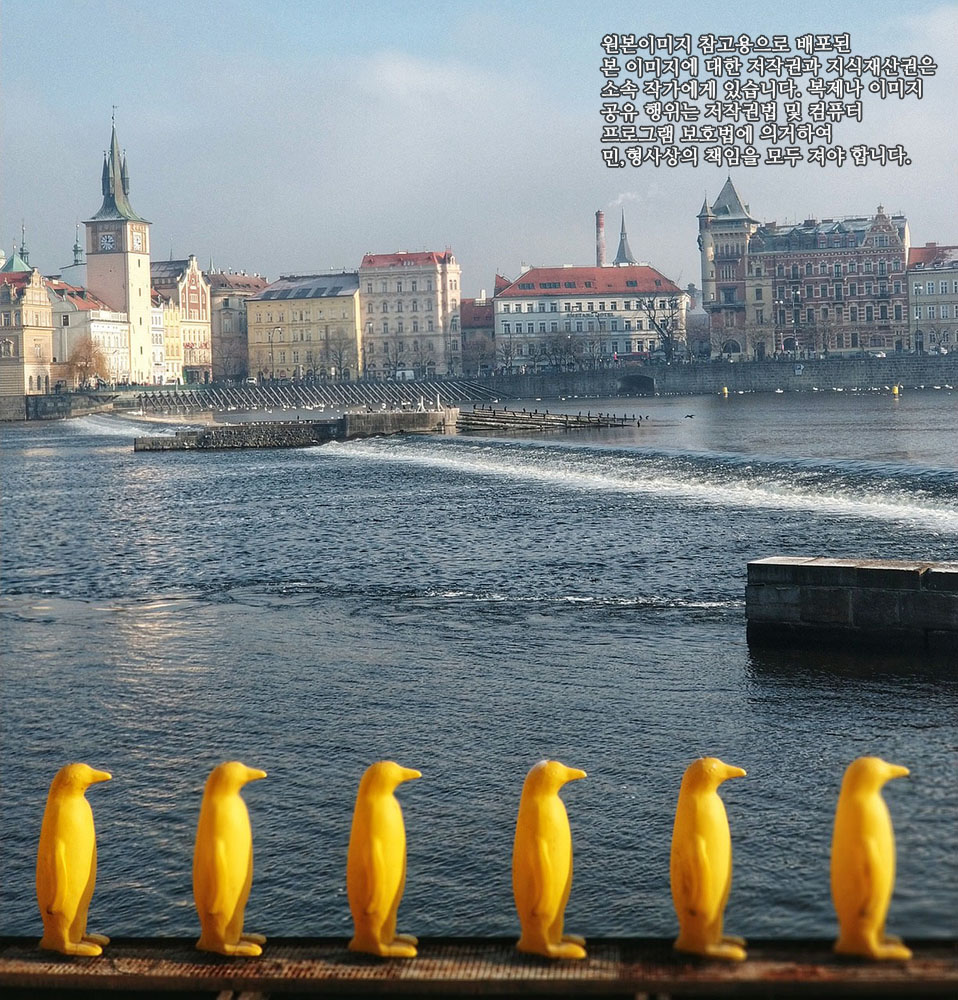 원본이미지 참고용으로 배포된
본 이미지에 대한 저작권과 지식재산권은
소속 작가에게 있습니다. 복제나 이미지
공유 행위는 저작권법 및 컴퓨터
프로그램 보호법에 의거하여
민,형사상의 책임을 모두 져야 합니다.